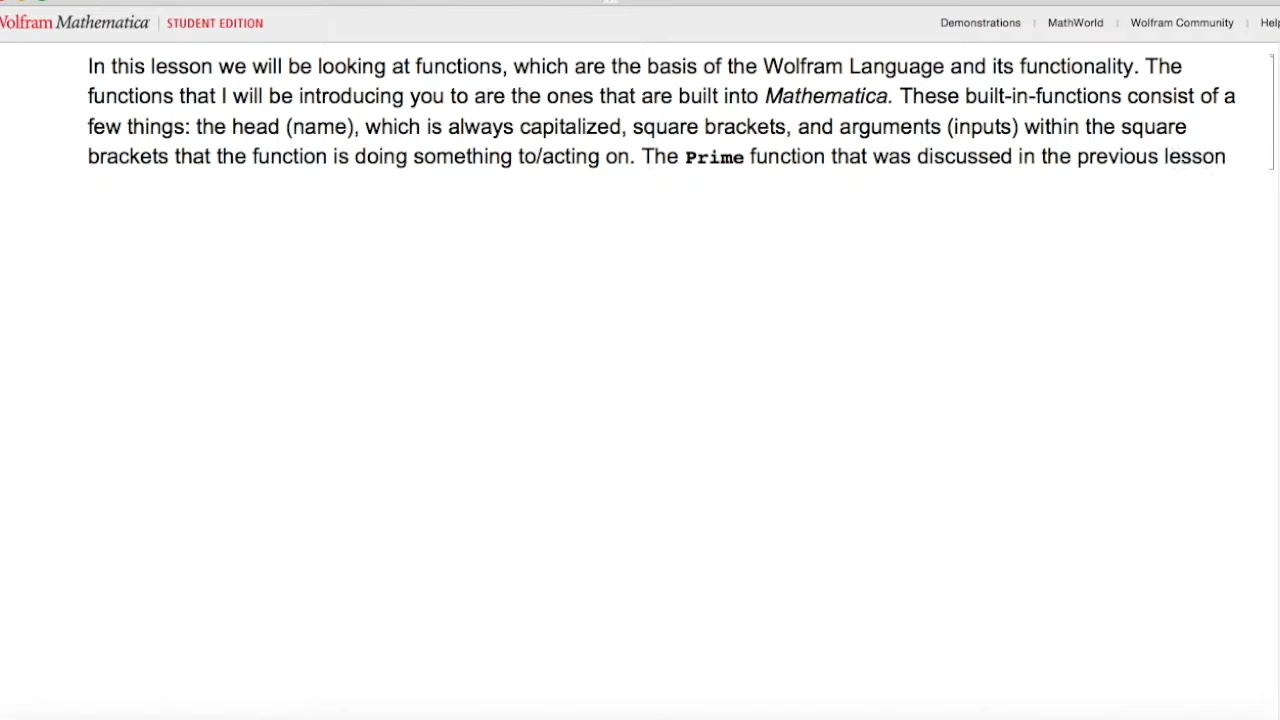 Wolfram Mathematica | STUDENT EDITION Demonstrations | MathWorld | Wolfram Community | Help
In this lesson we will be looking at functions, which are the basis of the Wolfram Language and its functionality. The
functions that I will be introducing you to are the ones that are built into Mathematica. These built-in-functions consist of a
few things: the head (name), which is always capitalized, square brackets, and arguments (inputs) within the square
brackets that the function is doing something to/acting on. The Prime function that was discussed in the previous lesson